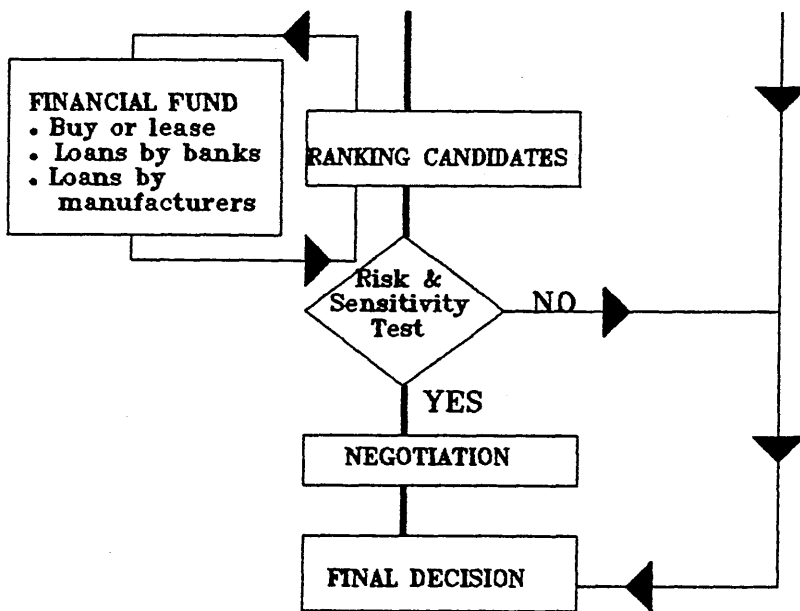 FINANCIAL FUND
. Buy or lease
. Loans by banks
. Loans by
manufacturers
RANKING CANDIDATES
Risk &
Sensitivity
Test
NO
YES
NEGOTIATION
FINAL DECISION